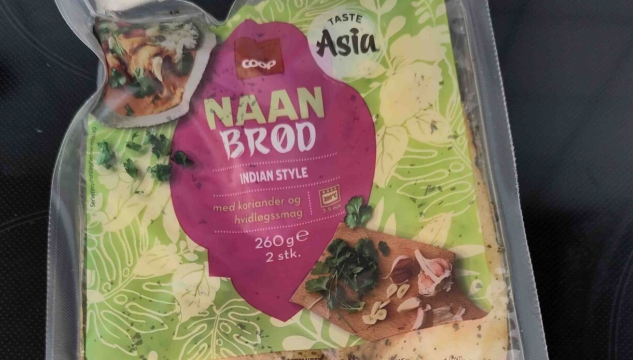 TASTE
Asia
coop
NAAN
BRØD
INDIAN STYLE
med koriander og
hvidløgssmag
260g e
2 stk.